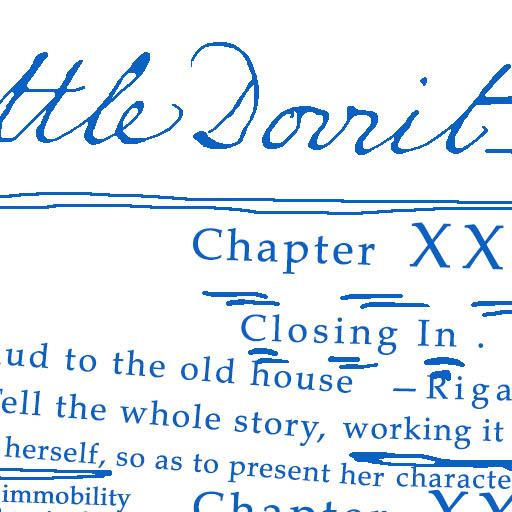 ttle Dorrit
Chapter XX
Closing In .
ud to the old house – Riga
Tell the whole story, working it
herself, so as to present her characte
immobility
Chapter XX